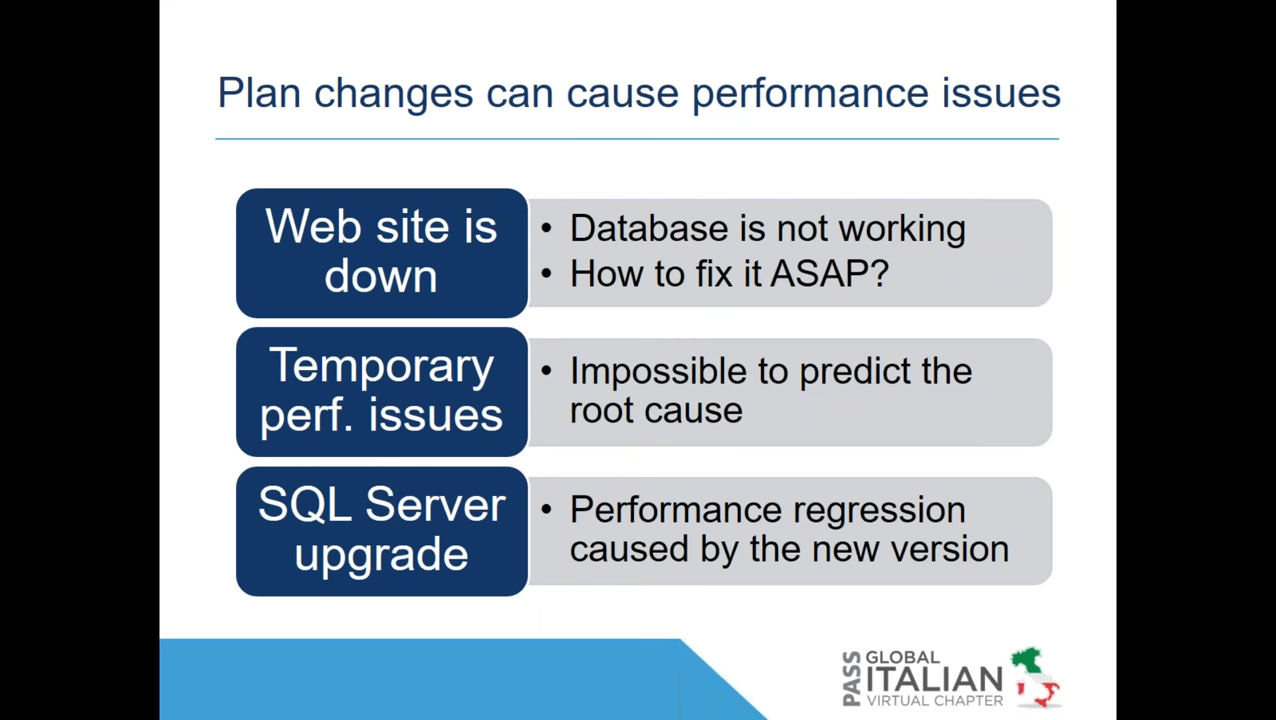 Plan changes can cause performance issues
Web site is
down
• Database is not working
• How to fix it ASAP?
Temporary
perf. issues
• Impossible to predict the
root cause
SQL Server
upgrade
• Performance regression
caused by the new version
PASS
GLOBAL
ITALIAN
VIRTUAL CHAPTER